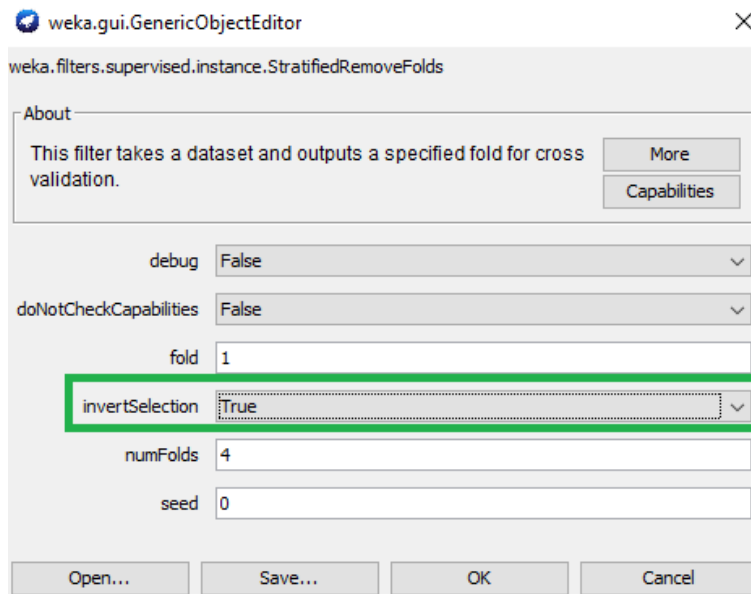 weka.gui.GenericObjectEditor
weka.filters.supervised.instance.StratifiedRemoveFolds
About
This filter takes a dataset and outputs a specified fold for cross
validation.
More
Capabilities
debug False
doNotCheckCapabilities False
fold 1
invertSelection True
numFolds 4
seed 0
Open... Save... OK Cancel